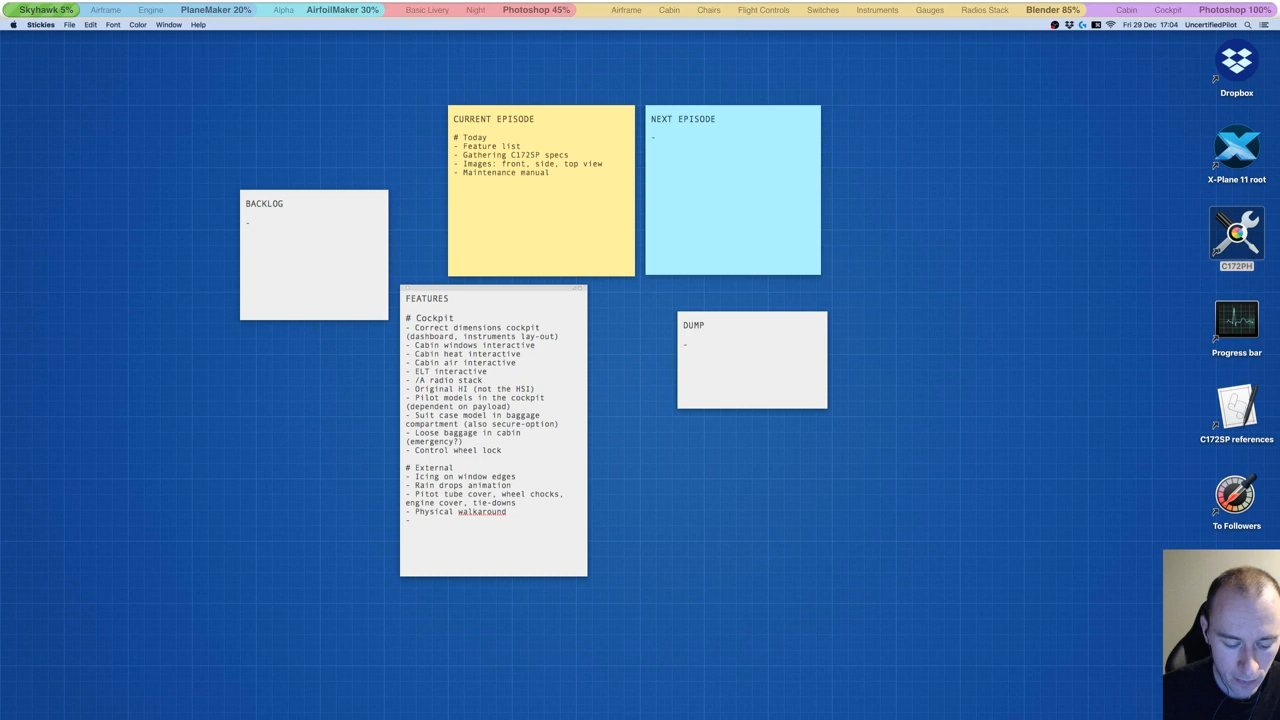 Skyhawk 5% Airframe Engine PlaneMaker 20% Alpha AirfoilMaker 30% Basic Livery Night Photoshop 45% Airframe Cabin Chairs Flight Controls Switches Instruments Gauges Radios Stack Blender 85% Cabin Cockpit Photoshop 100%
Stickies File Edit Font Color Window Help Fri 29 Dec 17:04 UncertifiedPilot
CURRENT EPISODE
# Today
- Feature list
- Gathering C172SP specs
- Images: front, side, top view
- Maintenance manual
NEXT EPISODE
-
BACKLOG
-
FEATURES
# Cockpit
- Correct dimensions cockpit
(dashboard, instruments lay-out)
- Cabin windows interactive
- Cabin heat interactive
- Cabin air interactive
- ELT interactive
- /A radio stack
- Original HI (not the HSI)
- Pilot models in the cockpit
(dependent on payload)
- Suit case model in baggage
compartment (also secure-option)
- Loose baggage in cabin
(emergency?)
- Control wheel lock
# External
- Icing on window edges
- Rain drops animation
- Pitot tube cover, wheel chocks,
engine cover, tie-downs
- Physical walkaround
-
DUMP
-
Dropbox
X-Plane 11 root
C172PH
Progress bar
C172SP references
To Followers